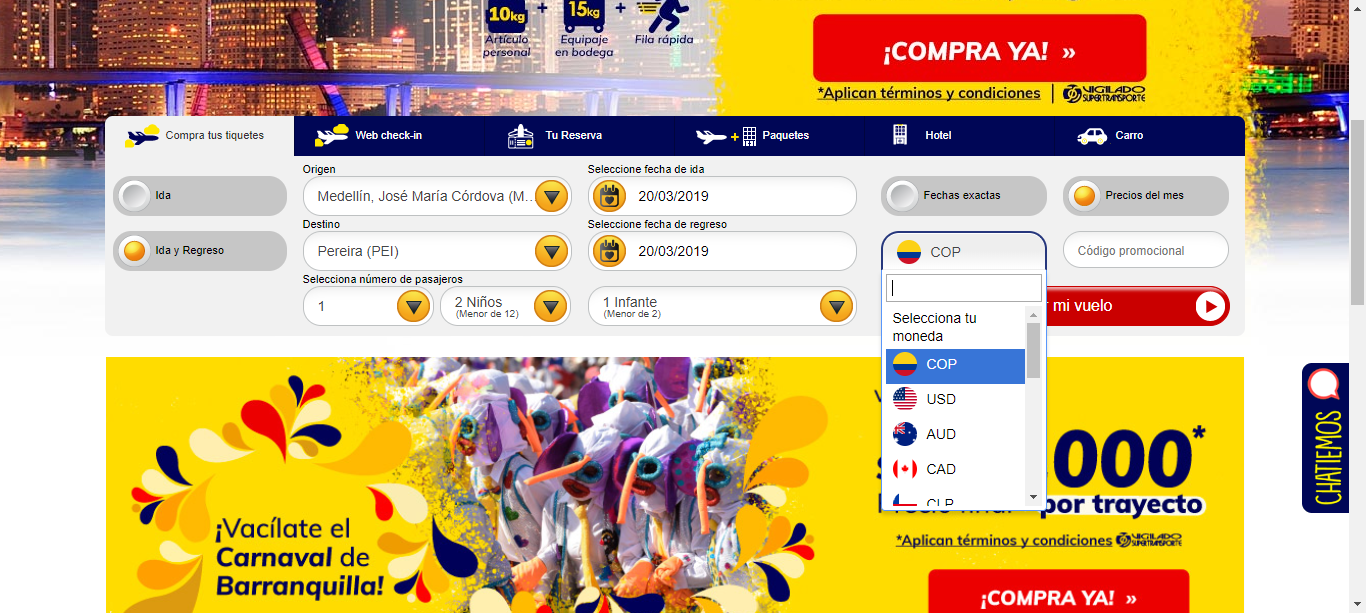 10kg + 15kg +
Artículo personal
Equipaje en bodega
Fila rápida
¡COMPRA YA! »
*Aplican términos y condiciones | VIGILADO SUPERTRANSPORTE
Compra tus tiquetes
Web check-in
Tu Reserva
Paquetes
Hotel
Carro
Ida
Ida y Regreso
Origen
Medellín, José María Córdova (M...
Destino
Pereira (PEI)
Selecciona número de pasajeros
1
2 Niños
(Menor de 12)
Seleccione fecha de ida
20/03/2019
Seleccione fecha de regreso
20/03/2019
1 Infante
(Menor de 2)
Fechas exactas
Precios del mes
COP
Código promocional
mi vuelo
Selecciona tu
moneda
COP
USD
AUD
CAD
CLP
¡Vacílate el
Carnaval de
Barranquilla!
000*
por trayecto
*Aplican términos y condiciones VIGILADO SUPERTRANSPORTE
¡COMPRA YA! »
CHATIEMOS